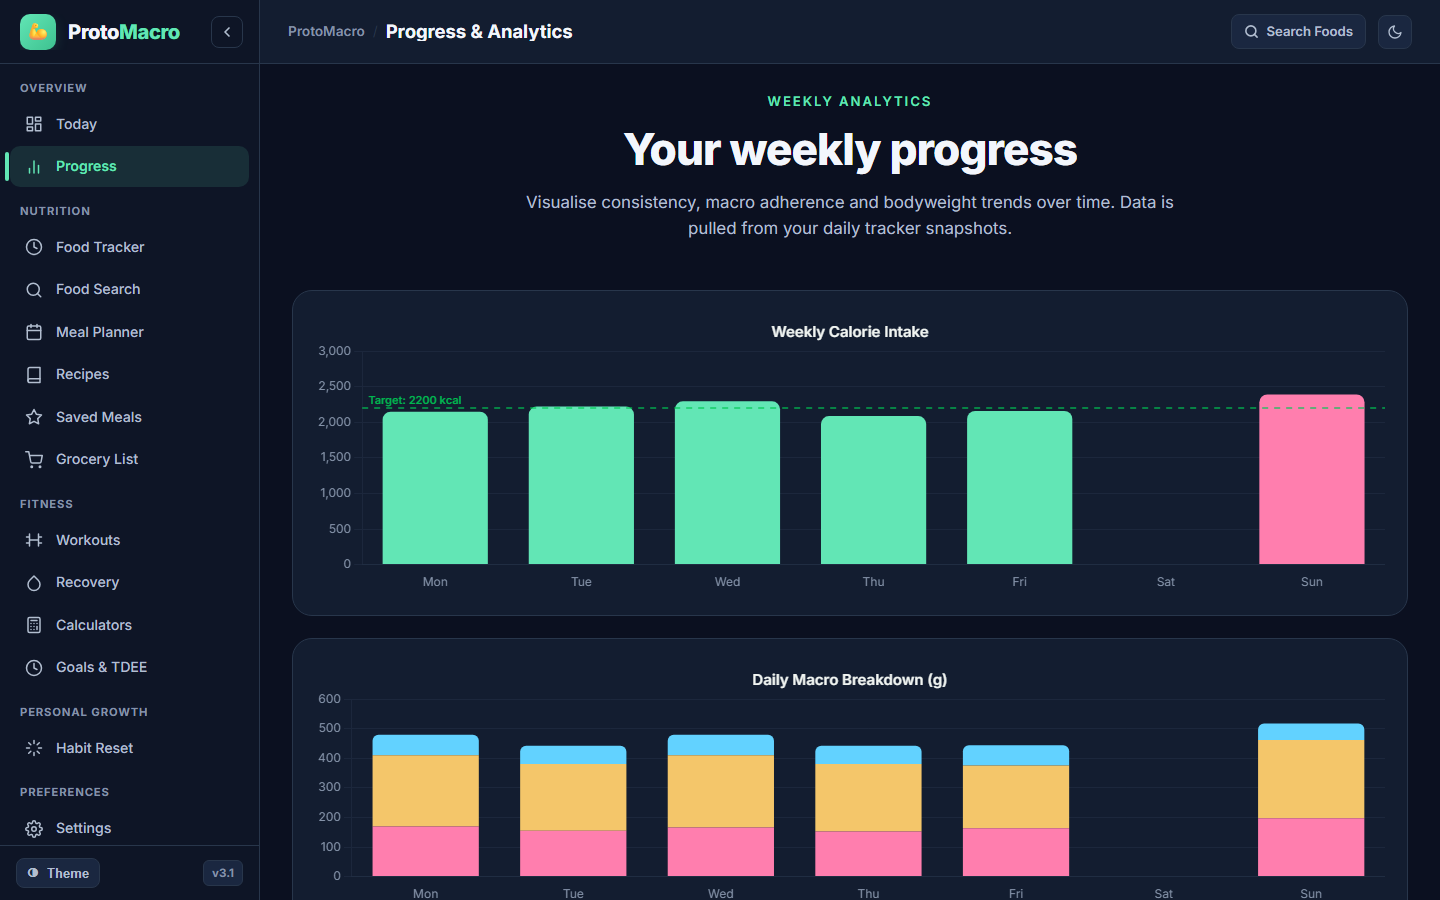 ProtoMacro
ProtoMacro / Progress & Analytics
Search Foods
OVERVIEW
Today
Progress
NUTRITION
Food Tracker
Food Search
Meal Planner
Recipes
Saved Meals
Grocery List
FITNESS
Workouts
Recovery
Calculators
Goals & TDEE
PERSONAL GROWTH
Habit Reset
PREFERENCES
Settings
Theme
v3.1
WEEKLY ANALYTICS
Your weekly progress
Visualise consistency, macro adherence and bodyweight trends over time. Data is
pulled from your daily tracker snapshots.
Weekly Calorie Intake
3,000
2,500
Target: 2200 kcal
2,000
1,500
1,000
500
0
Mon Tue Wed Thu Fri Sat Sun
Daily Macro Breakdown (g)
600
500
400
300
200
100
0
Mon Tue Wed Thu Fri Sat Sun